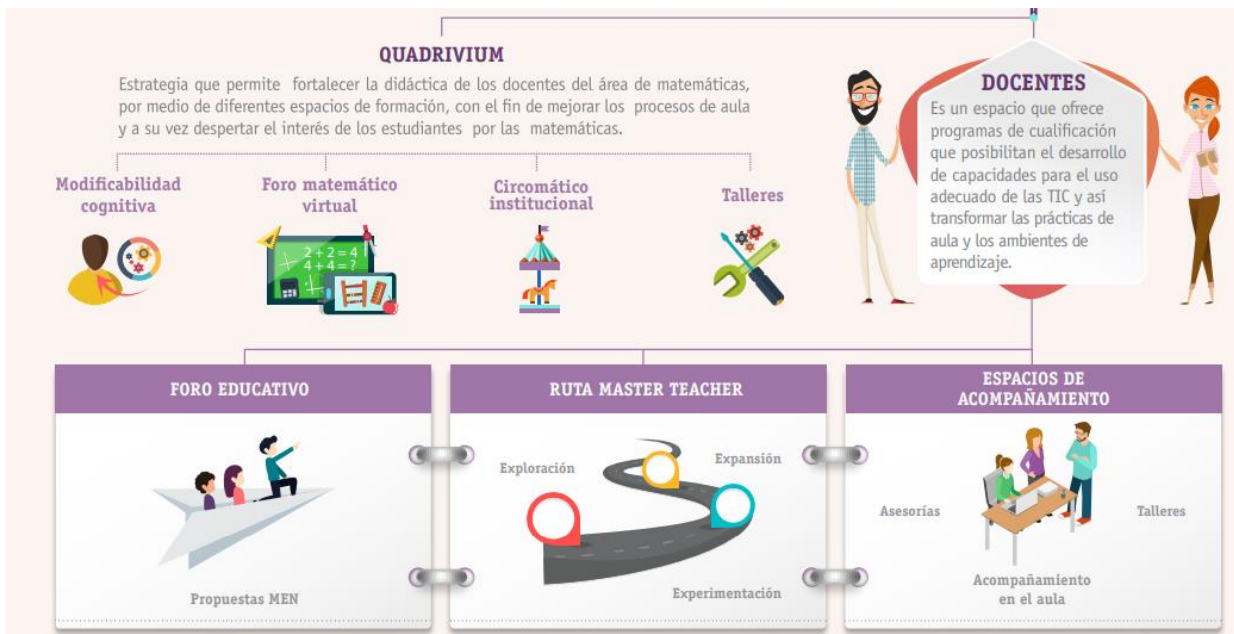 QUADRIVIUM
Estrategia que permite fortalecer la didáctica de los docentes del área de matemáticas,
por medio de diferentes espacios de formación, con el fin de mejorar los procesos de aula
y a su vez despertar el interés de los estudiantes por las matemáticas.
Modificabilidad
cognitiva
Foro matemático
virtual
2+2=4
4+4=?
Circomático
institucional
Talleres
DOCENTES
Es un espacio que ofrece
programas de cualificación
que posibilitan el desarrollo
de capacidades para el uso
adecuado de las TIC y así
transformar las prácticas de
aula y los ambientes de
aprendizaje.
FORO EDUCATIVO
Propuestas MEN
RUTA MASTER TEACHER
Exploración
Expansión
Experimentación
ESPACIOS DE
ACOMPAÑAMIENTO
Asesorías
Talleres
Acompañamiento
en el aula